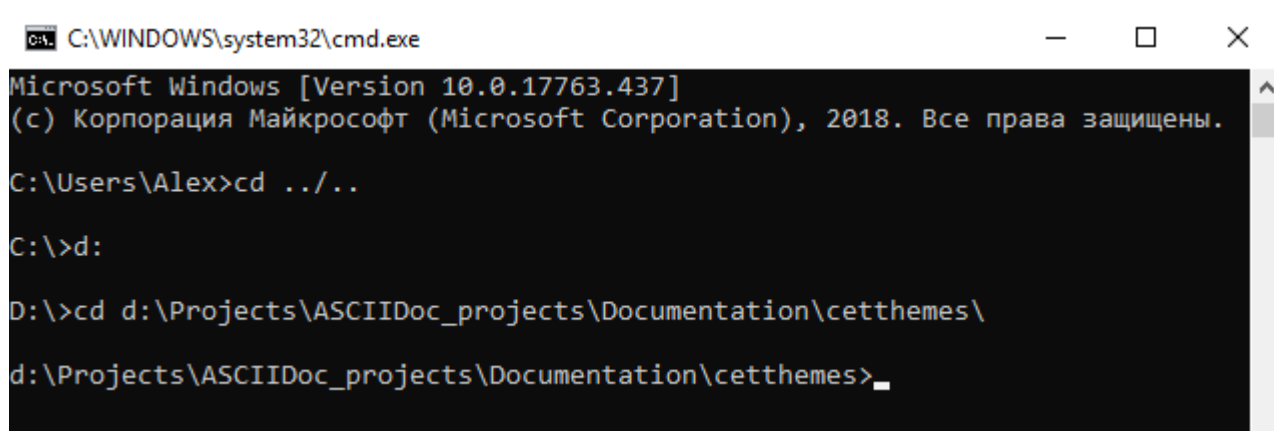 C:\WINDOWS\system32\cmd.exe
Microsoft Windows [Version 10.0.17763.437]
(c) Корпорация Майкрософт (Microsoft Corporation), 2018. Все права защищены.
C:\Users\Alex>cd ../..
C:\>d:
D:\>cd d:\Projects\ASCIIDoc_projects\Documentation\cetthemes\
d:\Projects\ASCIIDoc_projects\Documentation\cetthemes>